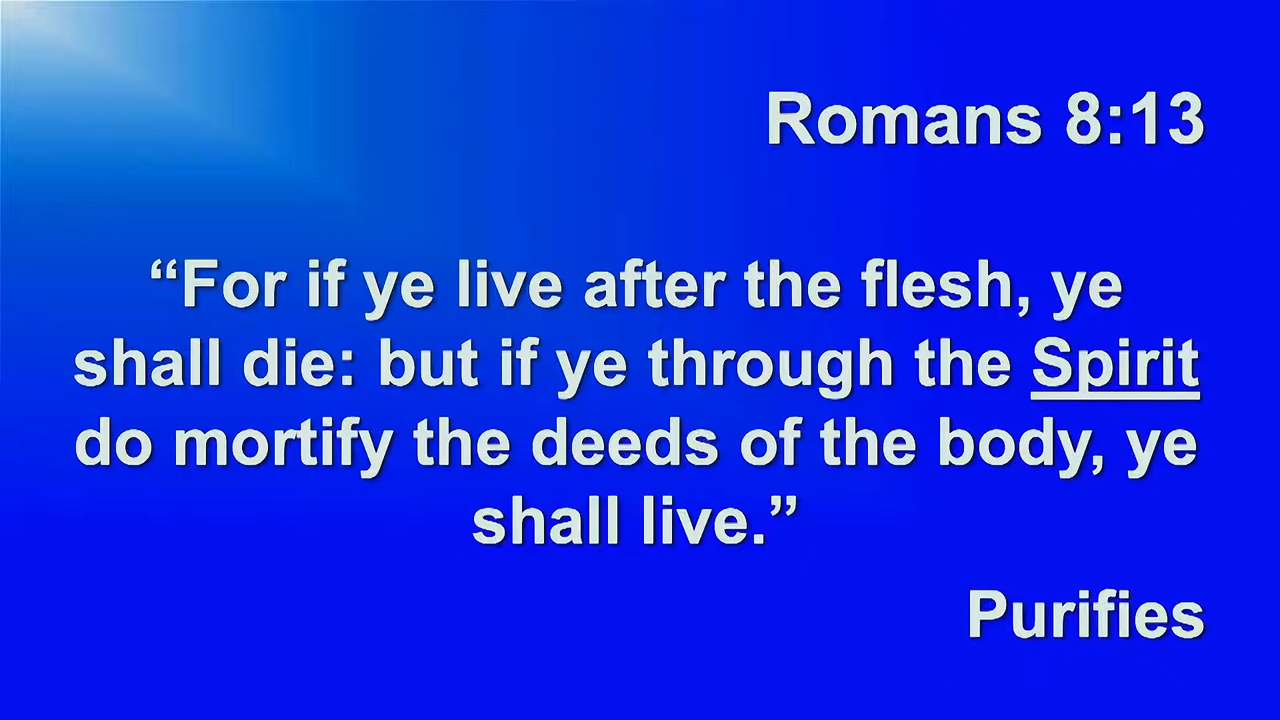 Romans 8:13
“For if ye live after the flesh, ye
shall die: but if ye through the Spirit
do mortify the deeds of the body, ye
shall live.”
Purifies